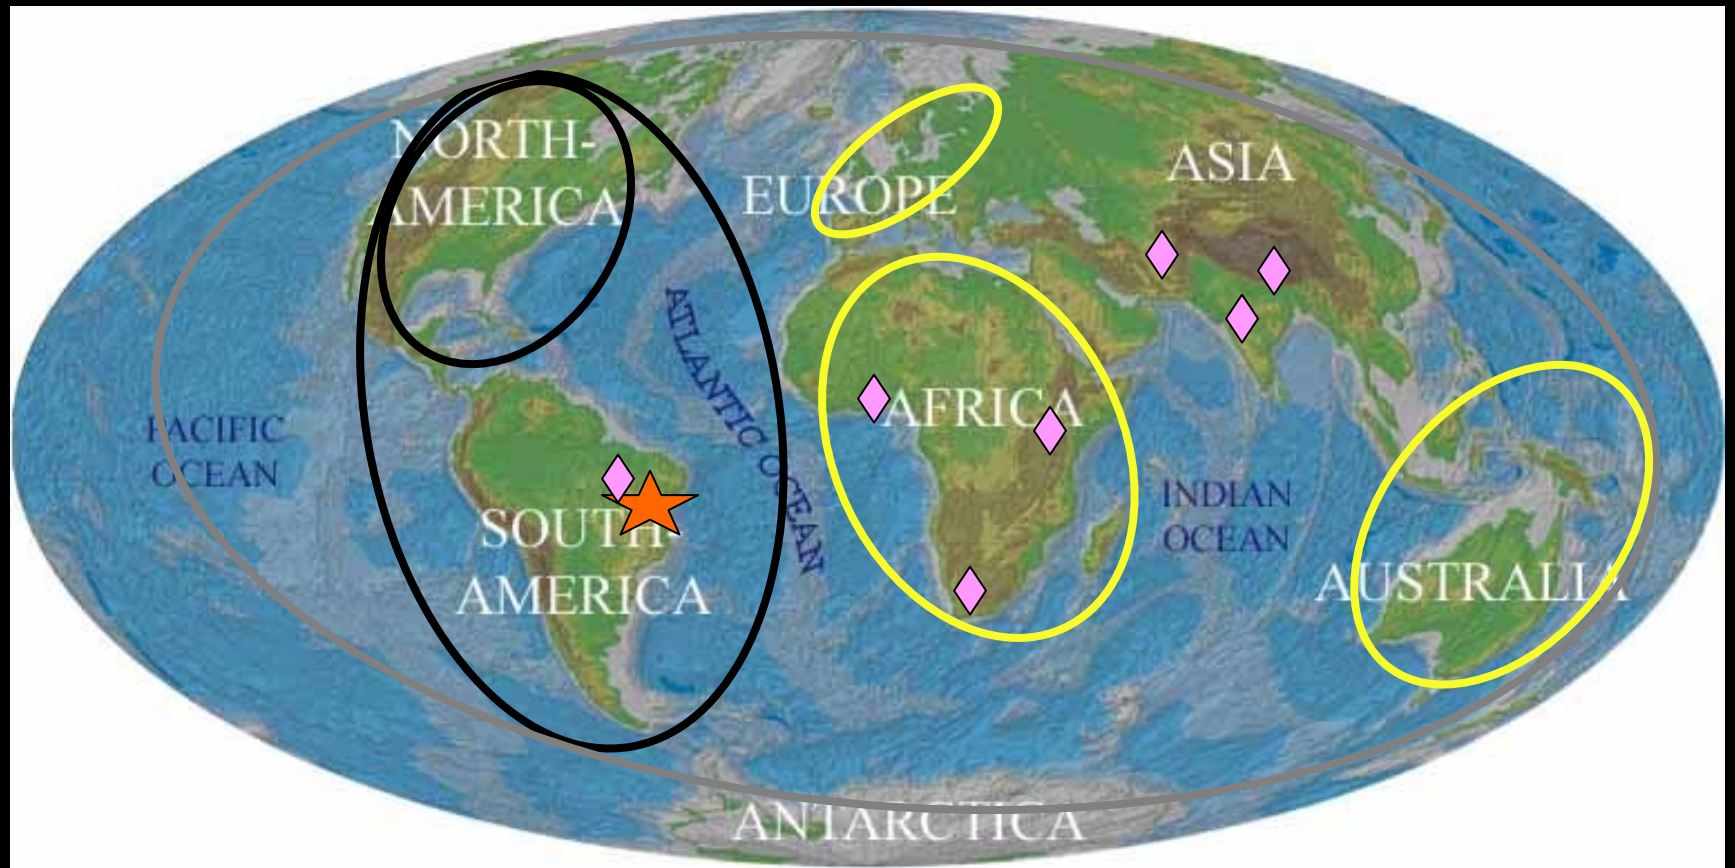 NORTH-
AMERICA
EUROPE
ASIA
ATLANTIC OCEAN
AFRICA
PACIFIC
OCEAN
INDIAN
OCEAN
SOUTH-
AMERICA
AUSTRALIA
ANTARCTICA